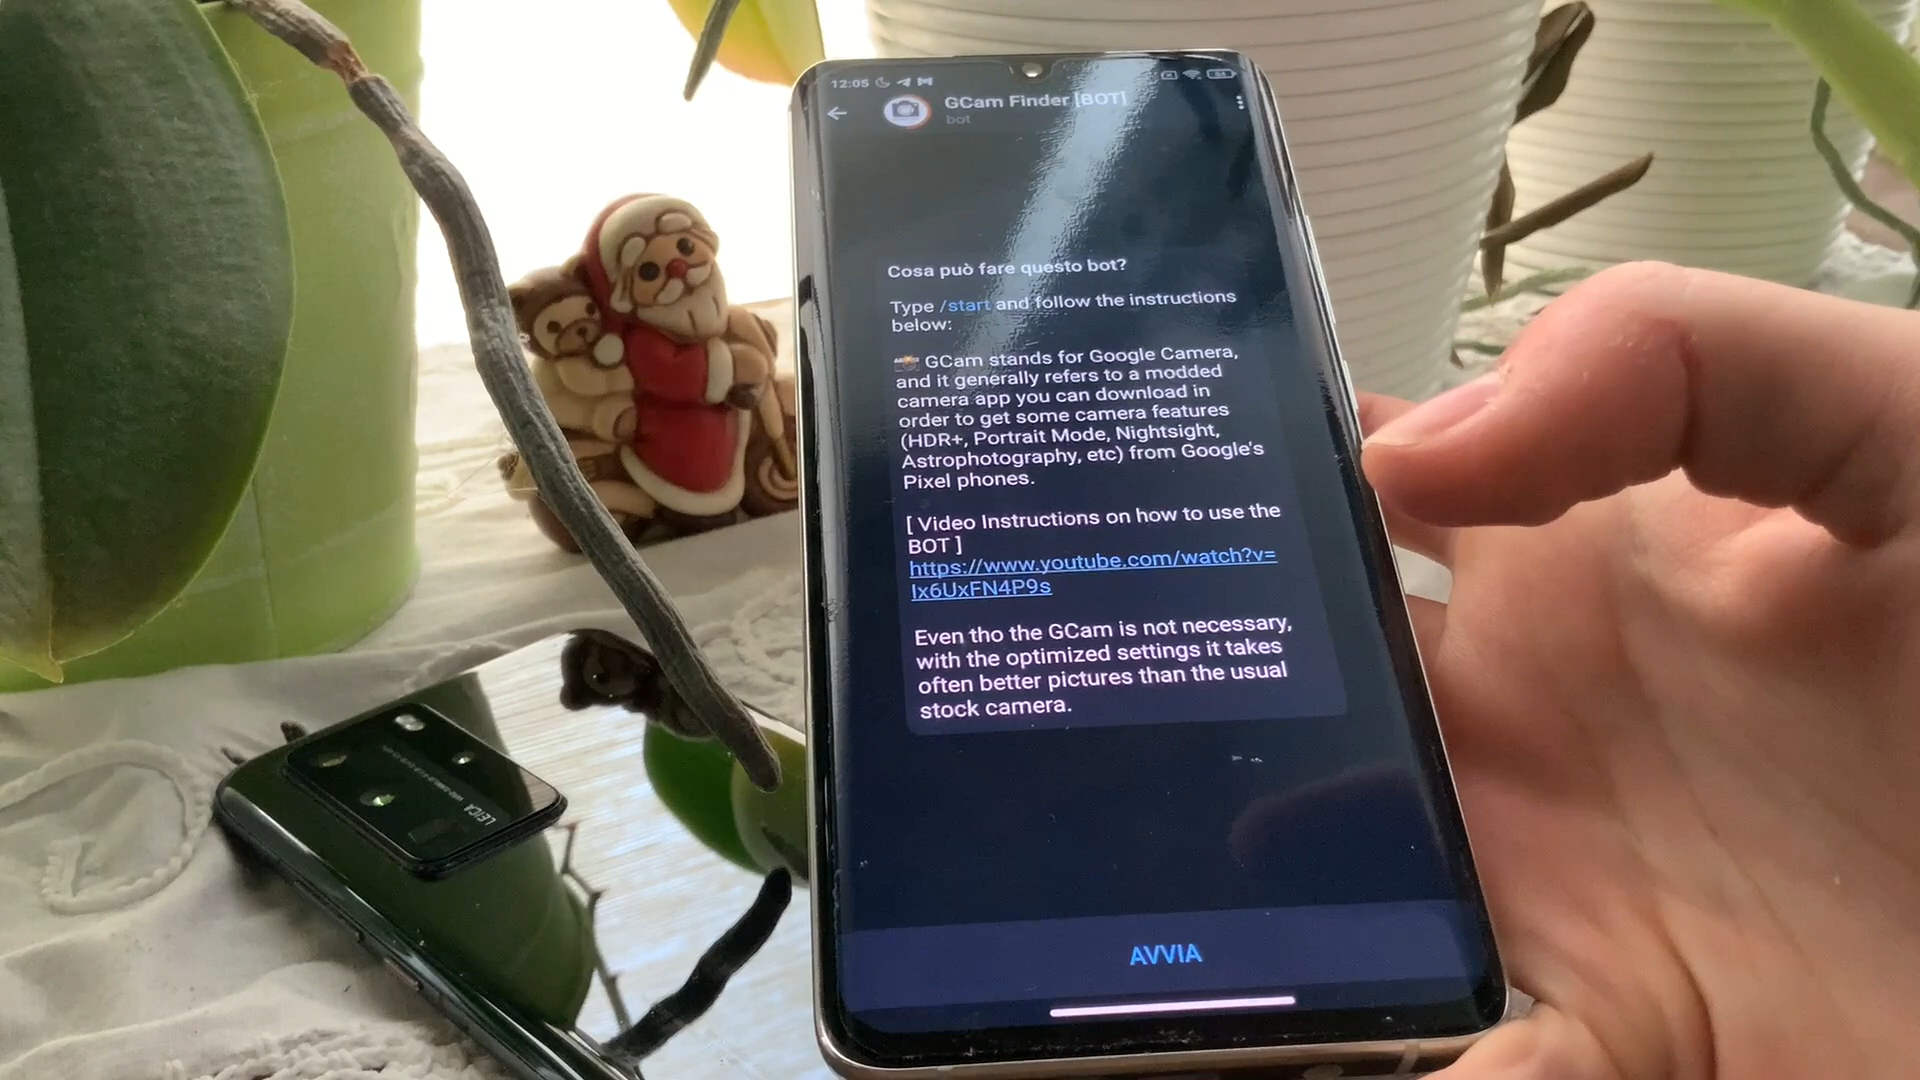 12:05
84
GCam Finder [BOT]
bot
Cosa può fare questo bot?
Type /start and follow the instructions
below:
GCam stands for Google Camera,
and it generally refers to a modded
camera app you can download in
order to get some camera features
(HDR+, Portrait Mode, Nightsight,
Astrophotography, etc) from Google's
Pixel phones.
[ Video Instructions on how to use the
BOT ]
https://www.youtube.com/watch?v=
Ix6UxFN4P9s
Even tho the GCam is not necessary,
with the optimized settings it takes
often better pictures than the usual
stock camera.
AVVIA
LEICA